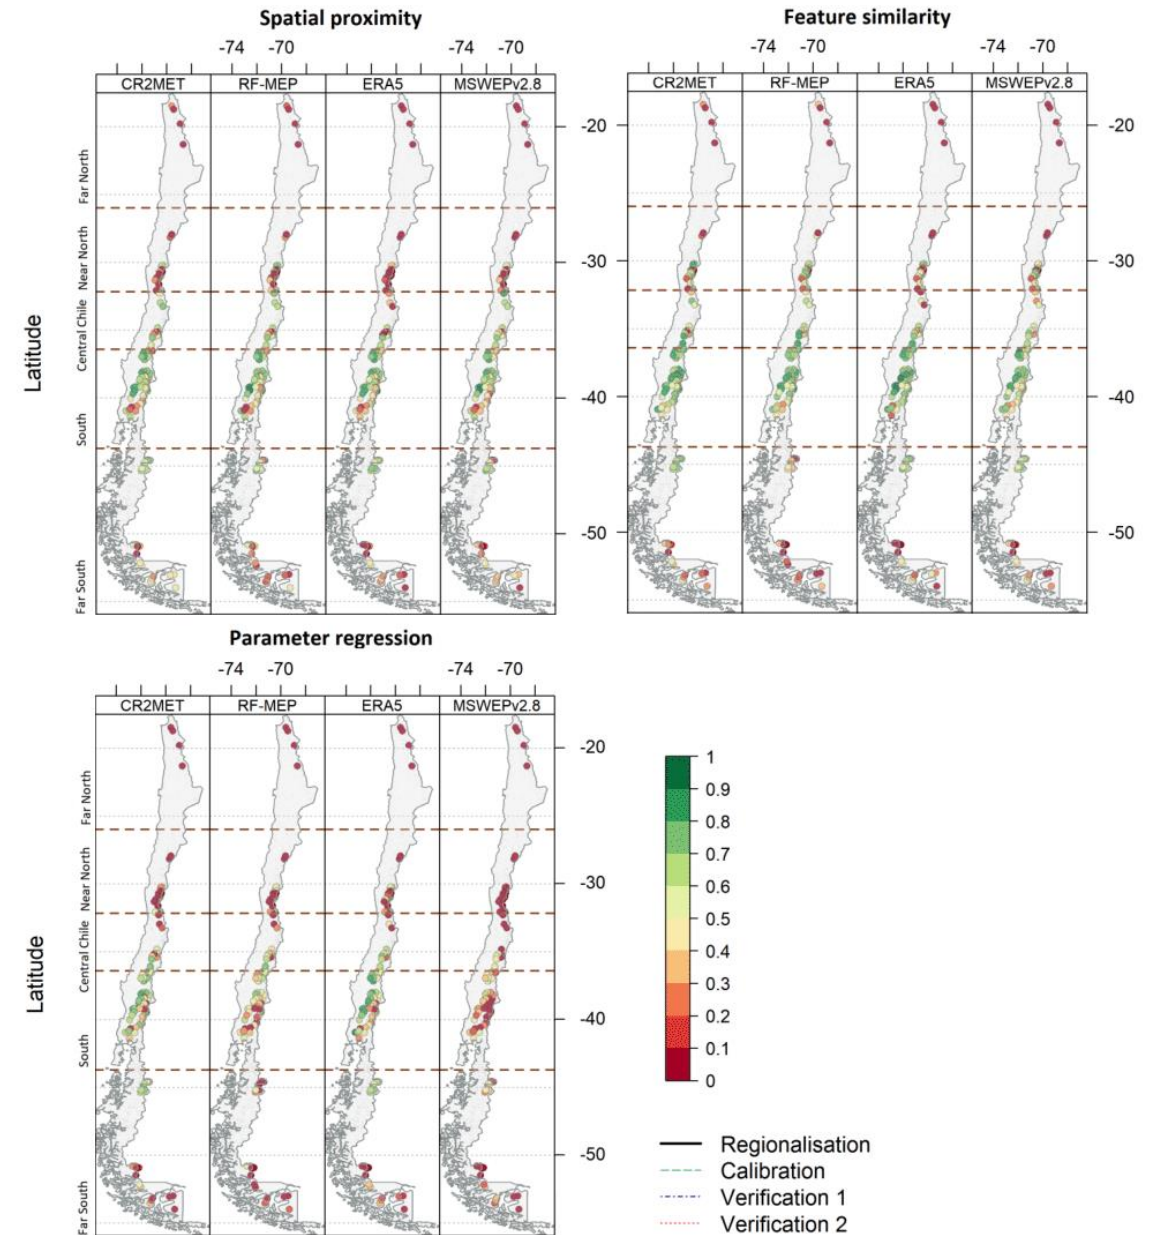 Spatial proximity
-74 -70 -74 -70
CR2MET RF-MEP ERA5 MSWEPv2.8
Latitude
Far North
Near North
Central Chile
South
Far South
-20
-30
-40
-50
Feature similarity
-74 -70 -74 -70
CR2MET RF-MEP ERA5 MSWEPv2.8
-20
-30
-40
-50
Parameter regression
-74 -70 -74 -70
CR2MET RF-MEP ERA5 MSWEPv2.8
Latitude
Far North
Near North
Central Chile
South
Far South
-20
-30
-40
-50
1
0.9
0.8
0.7
0.6
0.5
0.4
0.3
0.2
0.1
0
Regionalisation
Calibration
Verification 1
Verification 2